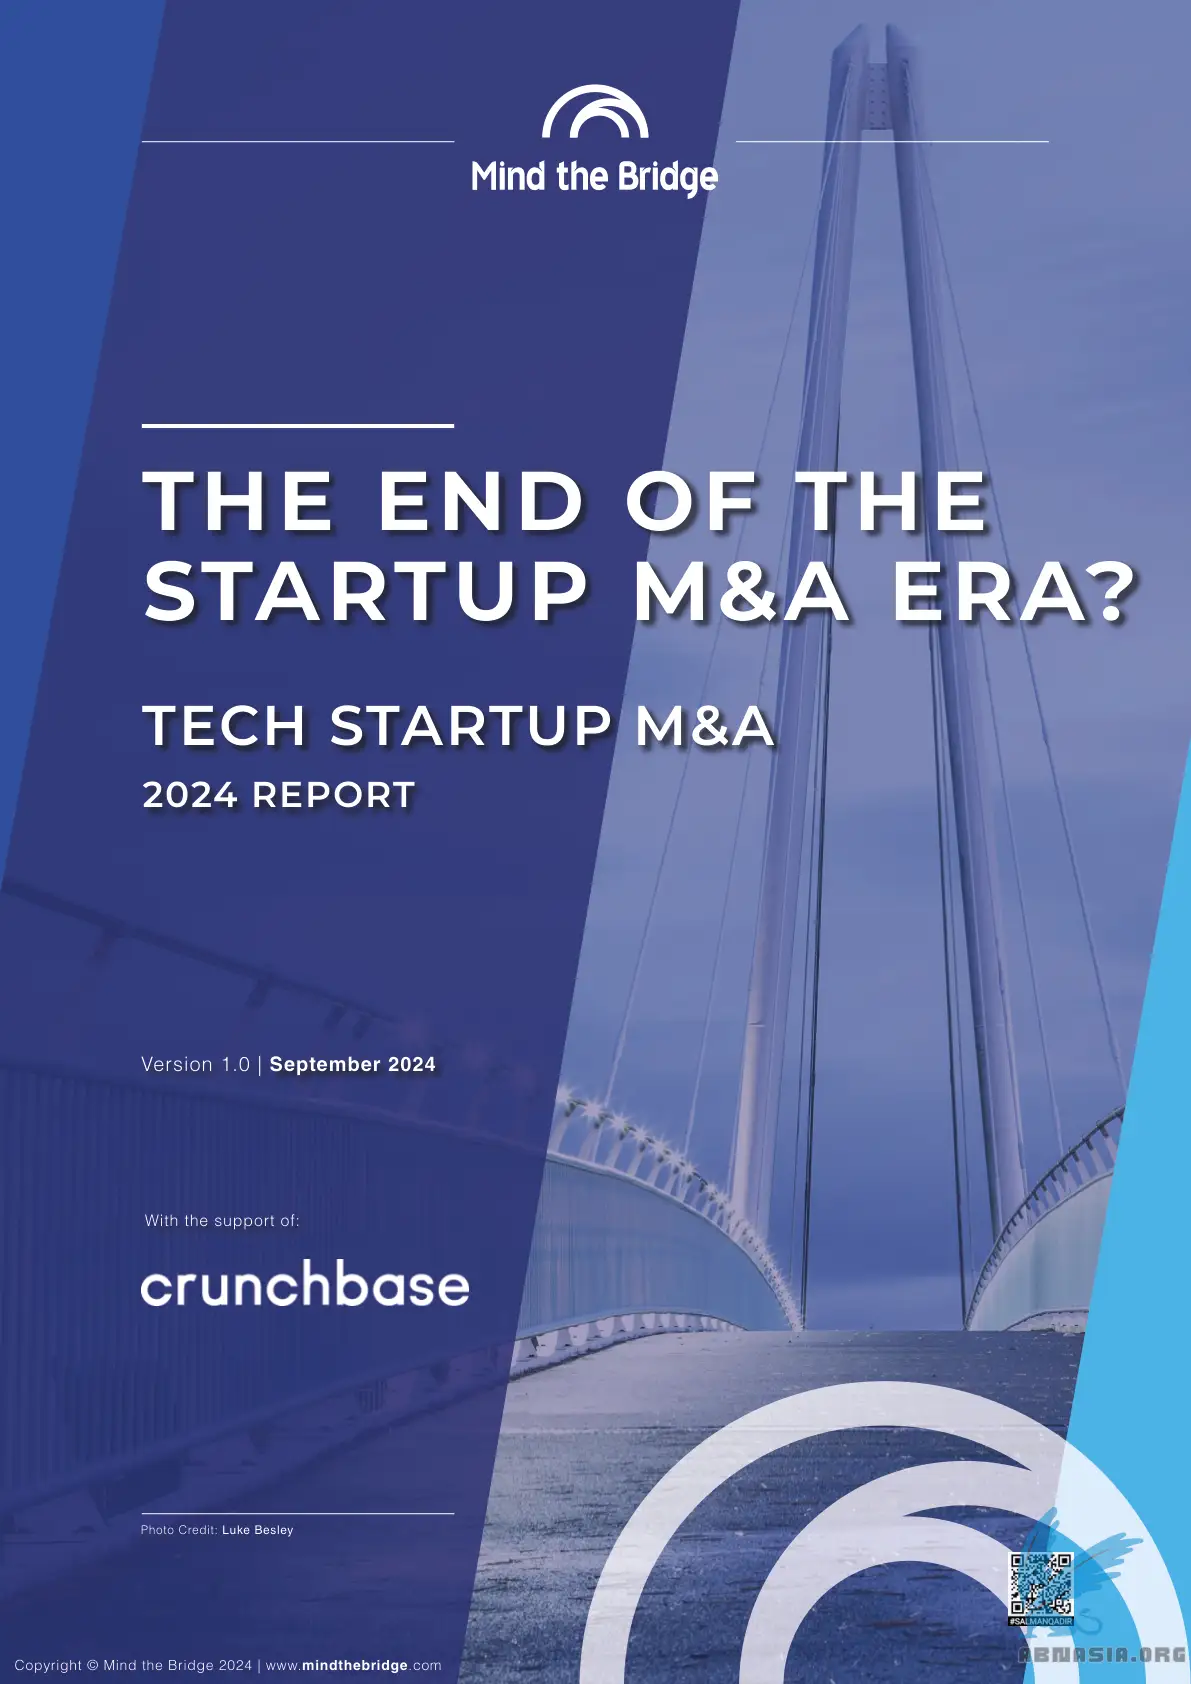 Mind the Bridge
THE END OF THE
STARTUP M&A ERA?
TECH STARTUP M&A
2024 REPORT
Version 1.0 | September 2024
With the support of:
crunchbase
Photo Credit: Luke Besley
#SALMANQADIR
ABNASIA.ORG
Copyright © Mind the Bridge 2024 | www.mindthebridge.com